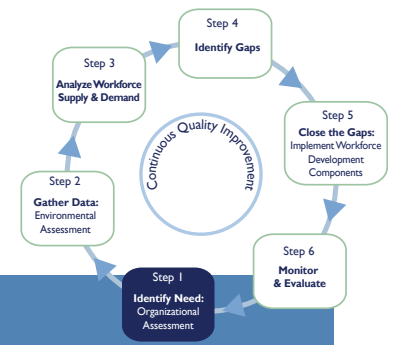 Step 1
Identify Need:
Organizational
Assessment
Step 2
Gather Data:
Environmental
Assessment
Step 3
Analyze Workforce
Supply & Demand
Step 4
Identify Gaps
Step 5
Close the Gaps:
Implement Workforce
Development
Components
Step 6
Monitor
& Evaluate
Continuous Quality Improvement